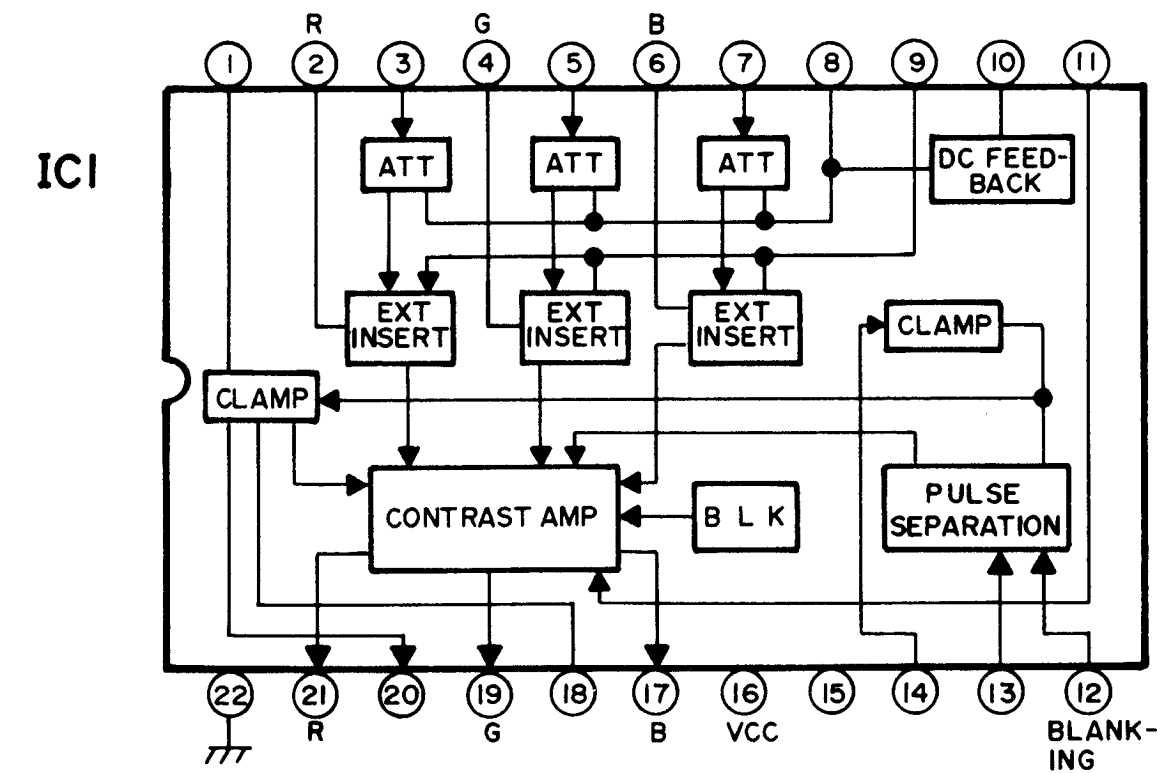 R G B
1 2 3 4 5 6 7 8 9 10 11
IC1
ATT ATT ATT
DC FEED-
BACK
EXT
INSERT
EXT
INSERT
EXT
INSERT
CLAMP
CLAMP
CONTRAST AMP
B L K
PULSE
SEPARATION
22 21 20 19 18 17 16 15 14 13 12
R G B VCC
BLANK-
ING